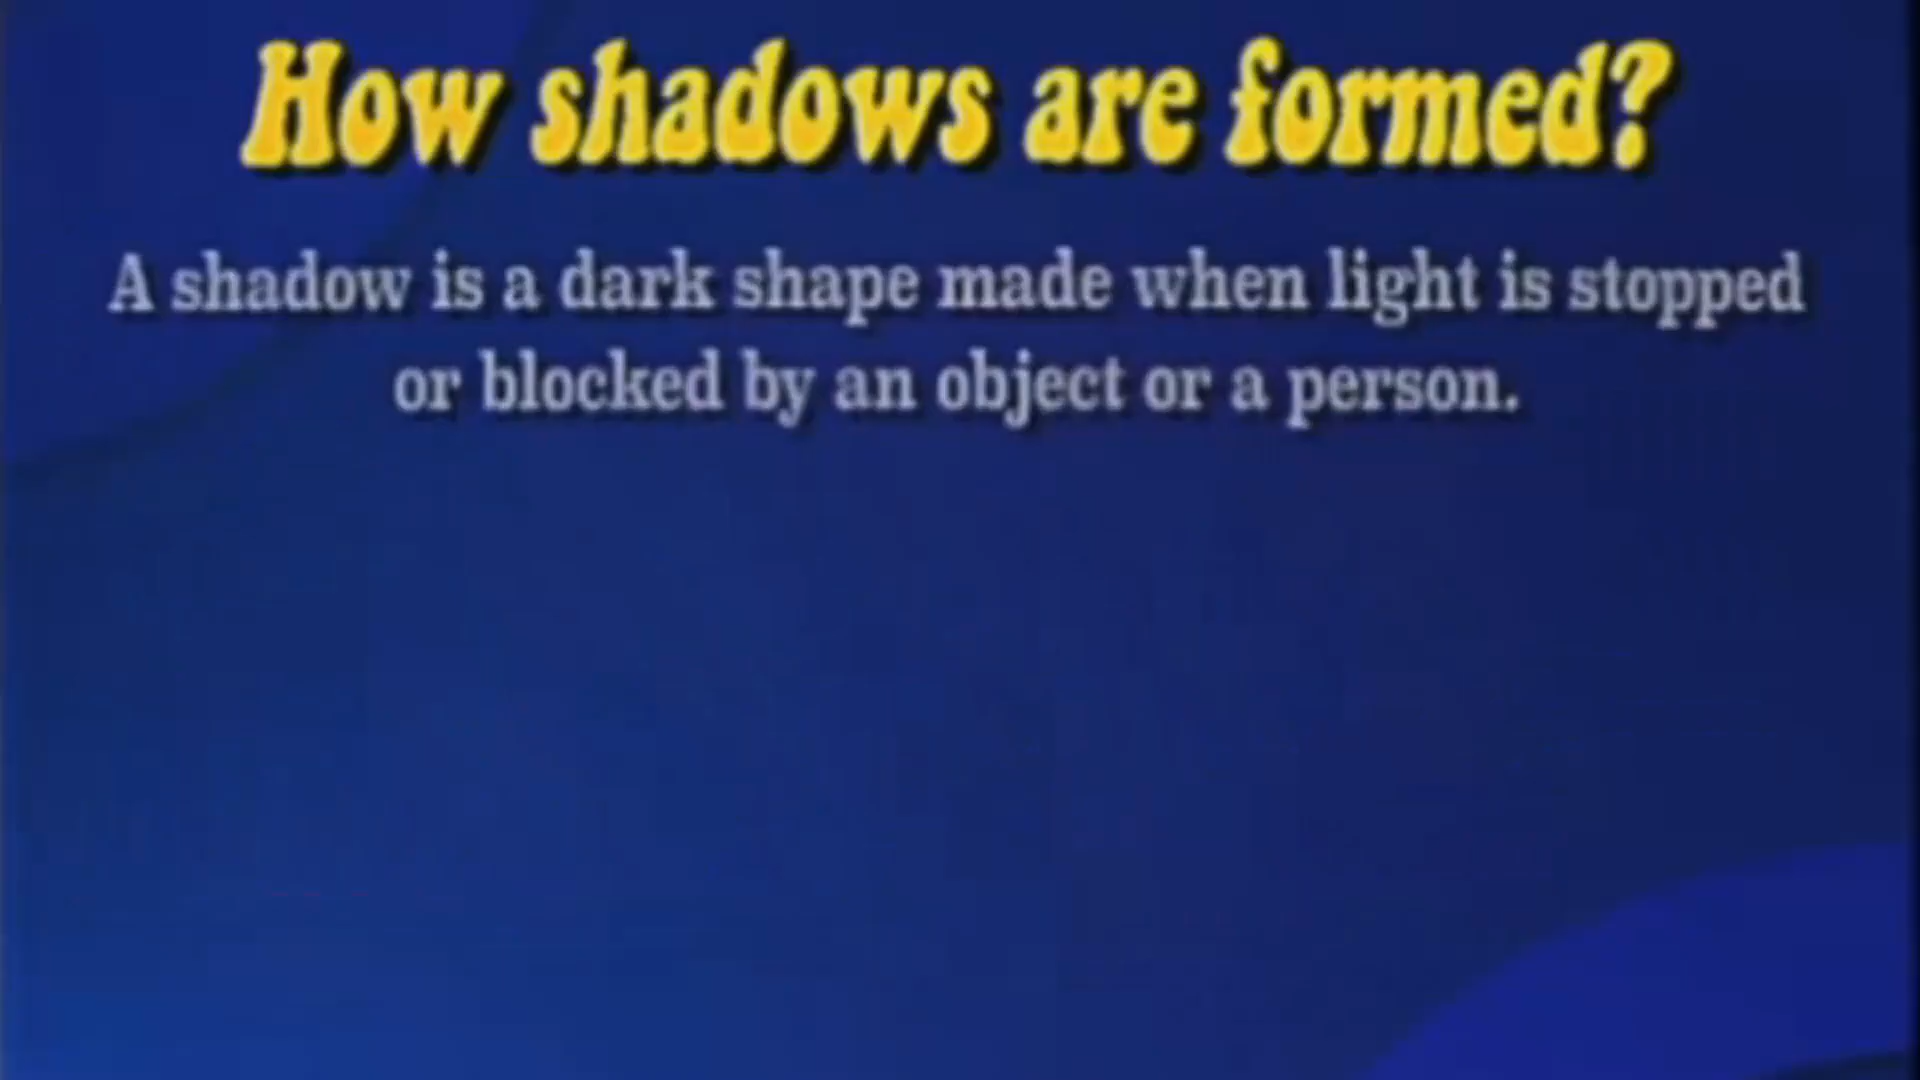 How shadows are formed?
A shadow is a dark shape made when light is stopped
or blocked by an object or a person.